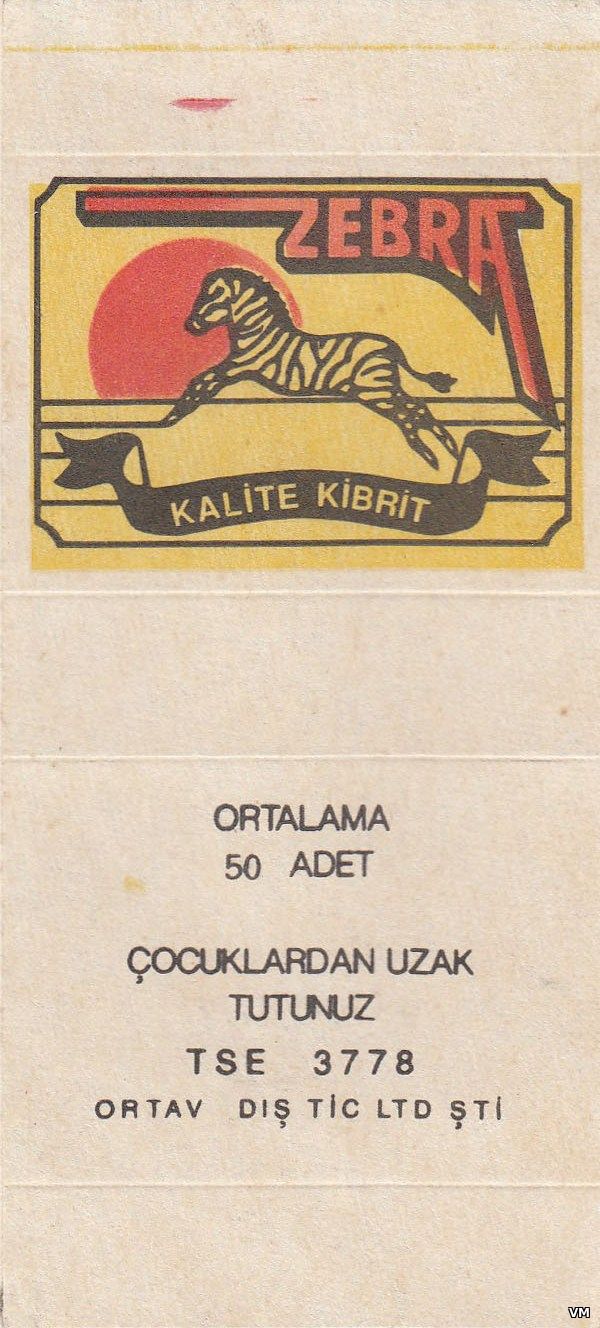 ZEBRA
KALİTE KİBRİT
ORTALAMA
50 ADET
ÇOCUKLARDAN UZAK
TUTUNUZ
TSE 3778
ORTAV DIŞ TİC LTD ŞTİ
VM